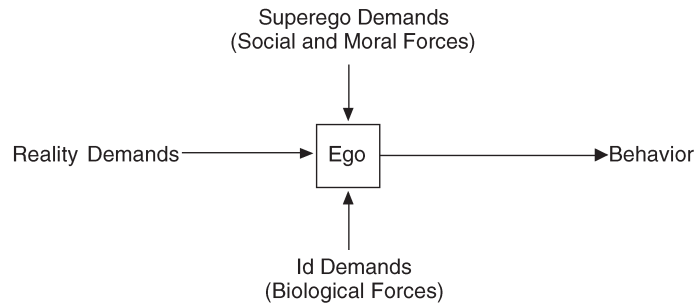 Superego Demands
(Social and Moral Forces)
Reality Demands
Ego
Behavior
Id Demands
(Biological Forces)